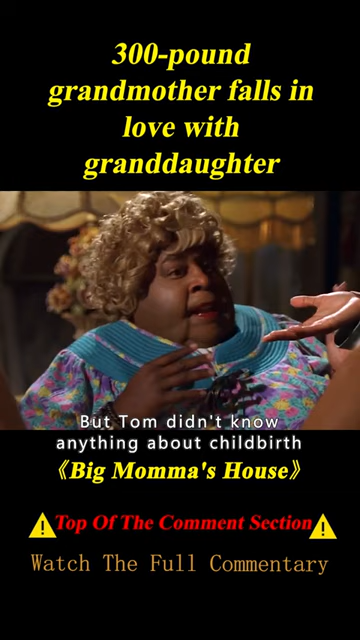 300-pound
grandmother falls in
love with
granddaughter
But Tom didn't know
anything about childbirth
《Big Momma's House》
Top Of The Comment Section
Watch The Full Commentary